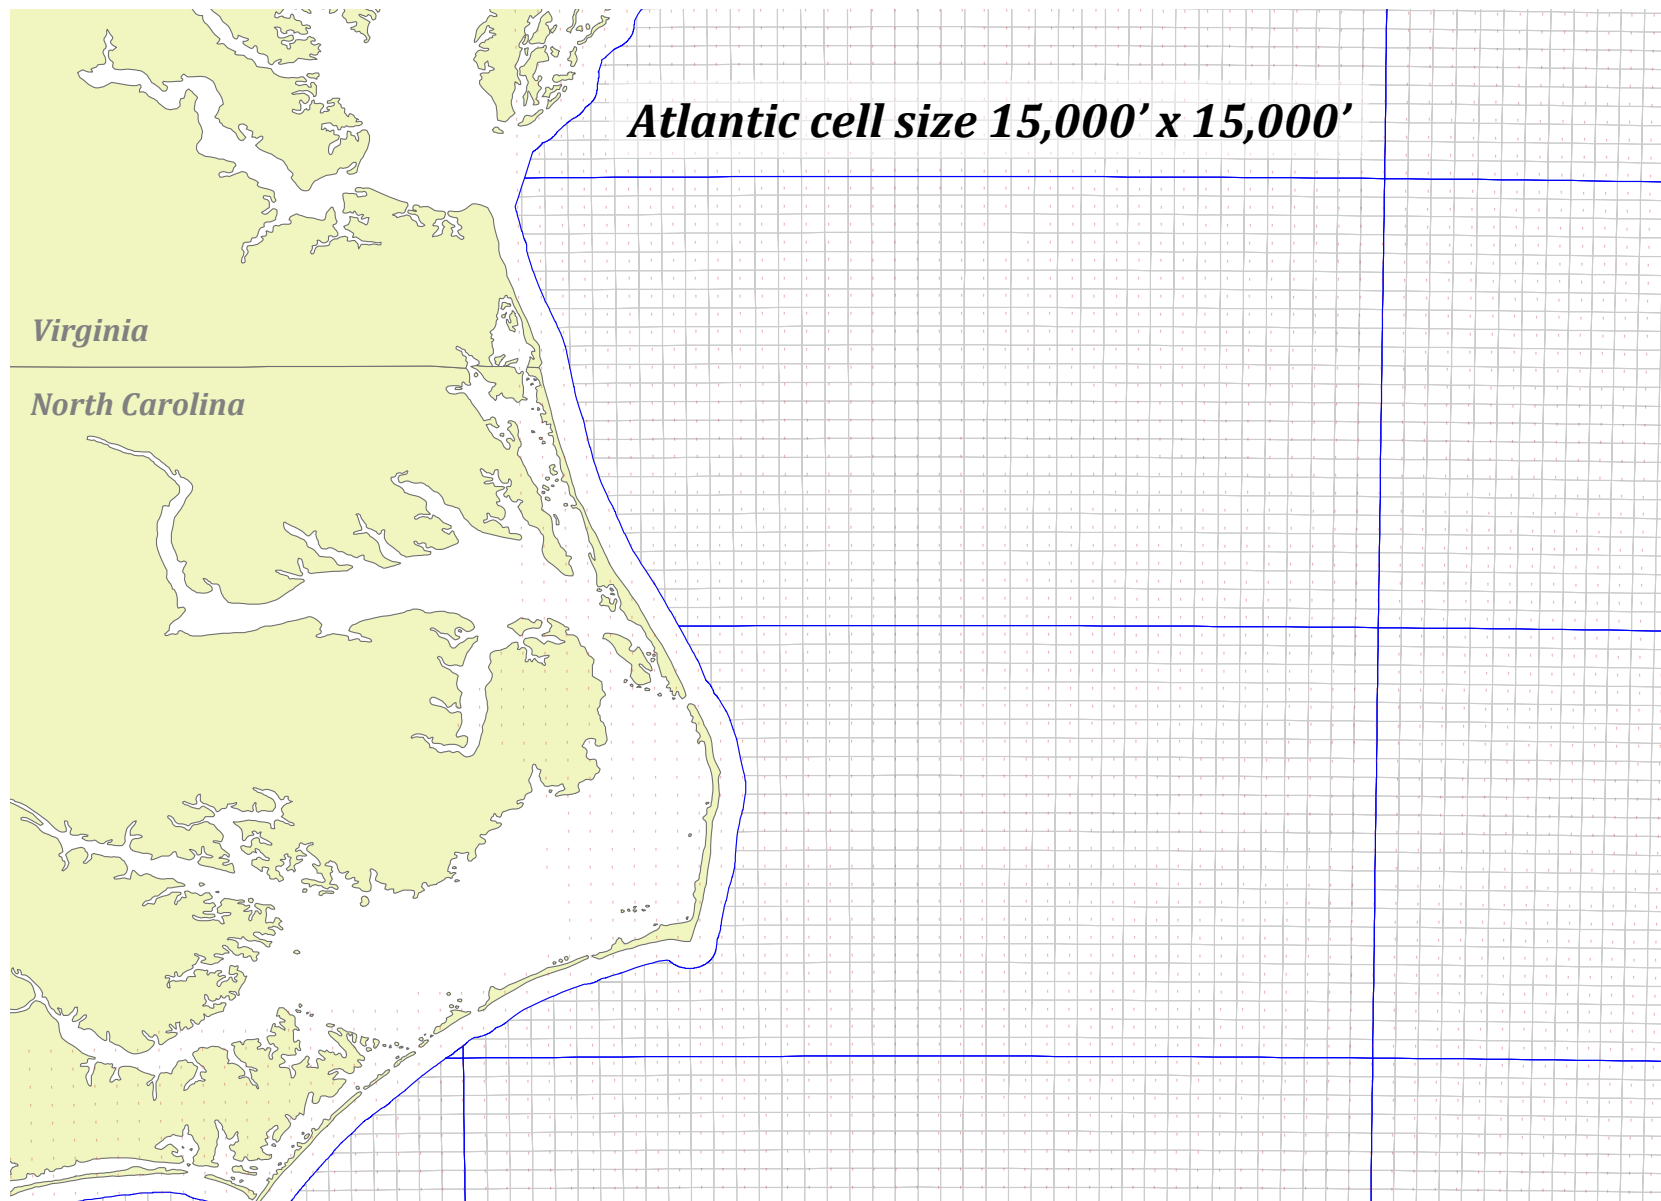 Atlantic cell size 15,000’ x 15,000’
Virginia
North Carolina